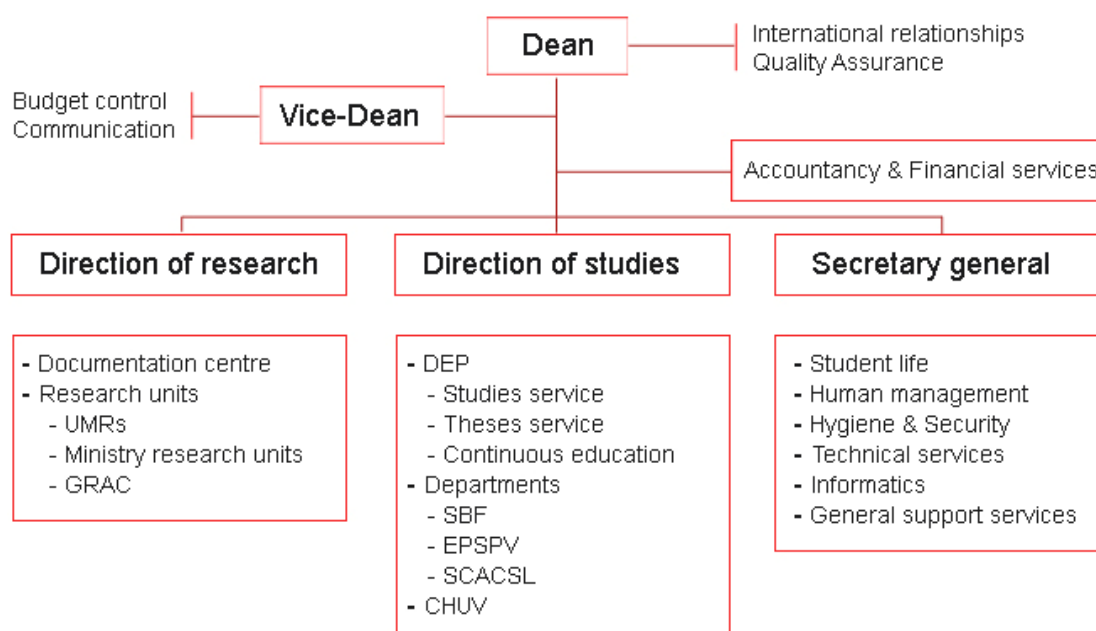 Dean
International relationships
Quality Assurance
Budget control
Communication
Vice-Dean
Accountancy & Financial services
Direction of research
Direction of studies
Secretary general
- Documentation centre
- Research units
- UMRs
- Ministry research units
- GRAC
- DEP
- Studies service
- Theses service
- Continuous education
- Departments
- SBF
- EPSPV
- SCACSL
- CHUV
- Student life
- Human management
- Hygiene & Security
- Technical services
- Informatics
- General support services